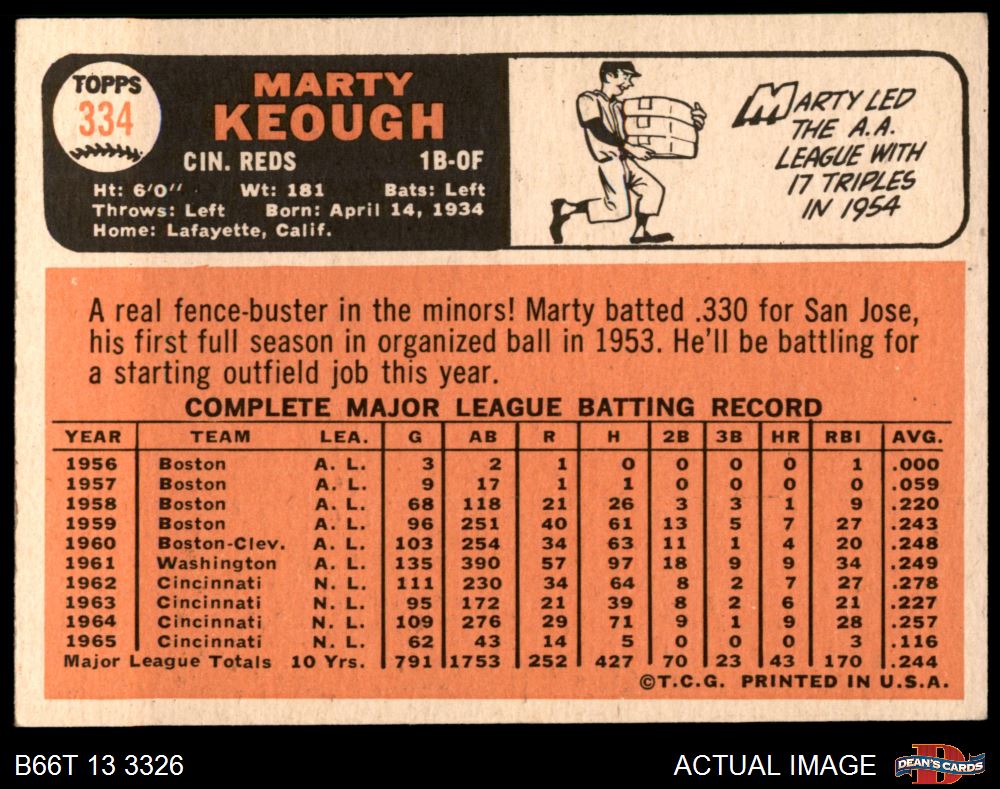 TOPPS
334
MARTY
KEOUGH
CIN. REDS 1B-OF
Ht: 6'0" Wt: 181 Bats: Left
Throws: Left Born: April 14, 1934
Home: Lafayette, Calif.
MARTY LED
THE A.A.
LEAGUE WITH
17 TRIPLES
IN 1954
A real fence-buster in the minors! Marty batted .330 for San Jose,
his first full season in organized ball in 1953. He'll be battling for
a starting outfield job this year.
COMPLETE MAJOR LEAGUE BATTING RECORD
YEAR TEAM LEA. G AB R H 2B 3B HR RBI AVG.
1956 Boston A. L. 3 2 1 0 0 0 0 1 .000
1957 Boston A. L. 9 17 1 1 0 0 0 0 .059
1958 Boston A. L. 68 118 21 26 3 3 1 9 .220
1959 Boston A. L. 96 251 40 61 13 5 7 27 .243
1960 Boston-Clev. A. L. 103 254 34 63 11 1 4 20 .248
1961 Washington A. L. 135 390 57 97 18 9 9 34 .249
1962 Cincinnati N. L. 111 230 34 64 8 2 7 27 .278
1963 Cincinnati N. L. 95 172 21 39 8 2 6 21 .227
1964 Cincinnati N. L. 109 276 29 71 9 1 9 28 .257
1965 Cincinnati N. L. 62 43 14 5 0 0 0 3 .116
Major League Totals 10 Yrs. 791 1753 252 427 70 23 43 170 .244
©T.C.G. PRINTED IN U.S.A.
B66T 13 3326 ACTUAL IMAGE DEAN'S CARDS